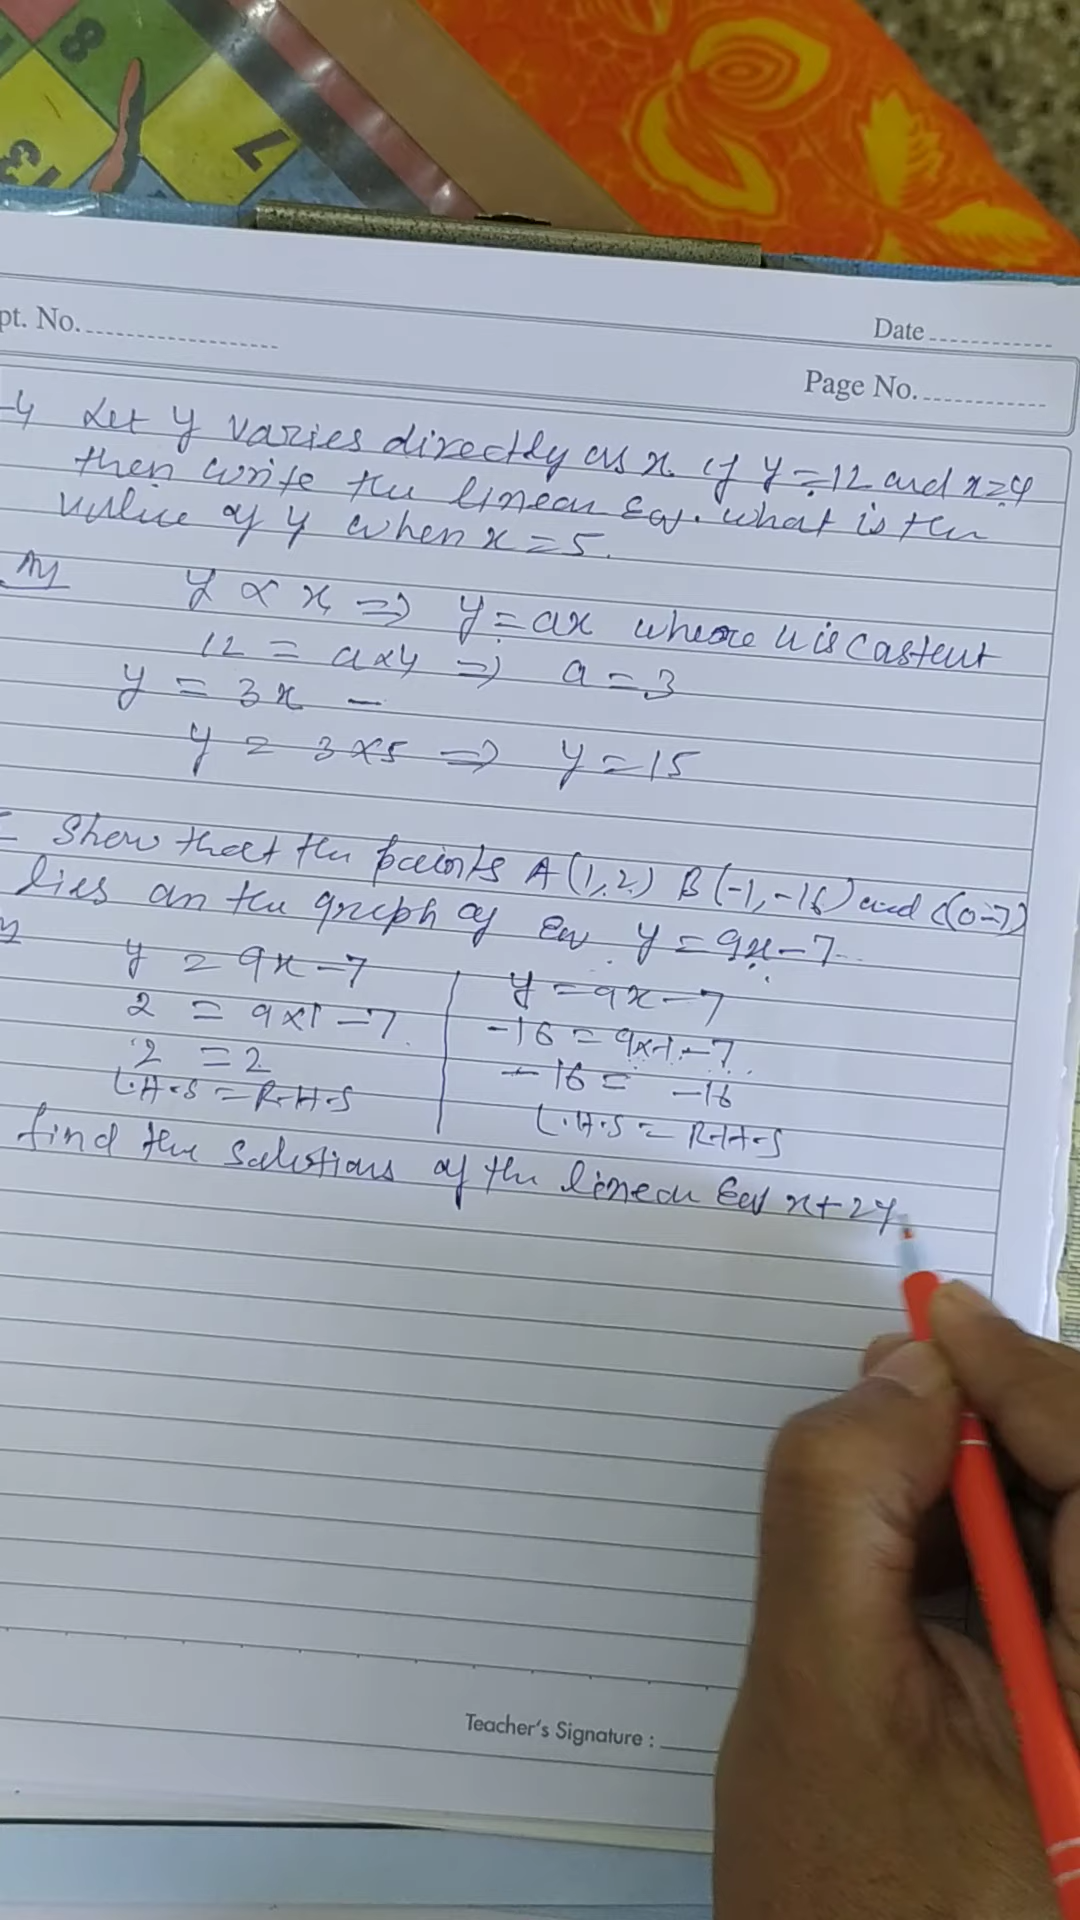 8
7
13
pt. No.
Date
Page No.
-4 Let y varies directly as x. if y=12 and x=4
then write the linear Eq. what is the
value of y when x=5.
y ∝ x ⇒ y=ax where a is castent
12 = a×4 ⇒ a=3
y = 3x -
y = 3×5 ⇒ y=15
Show that the points A(1,2) B(-1,-16) and C(0-7)
lies on the graph of Eq. y = 9x-7.
y = 9x-7 y = 9x-7
2 = 9×1-7. -16 = 9×-1-7.
2 = 2 -16 = -16
L.H.S = R.H.S L.H.S = R.H.S
find the solutions of the linear Eq x+2y
Teacher's Signature :